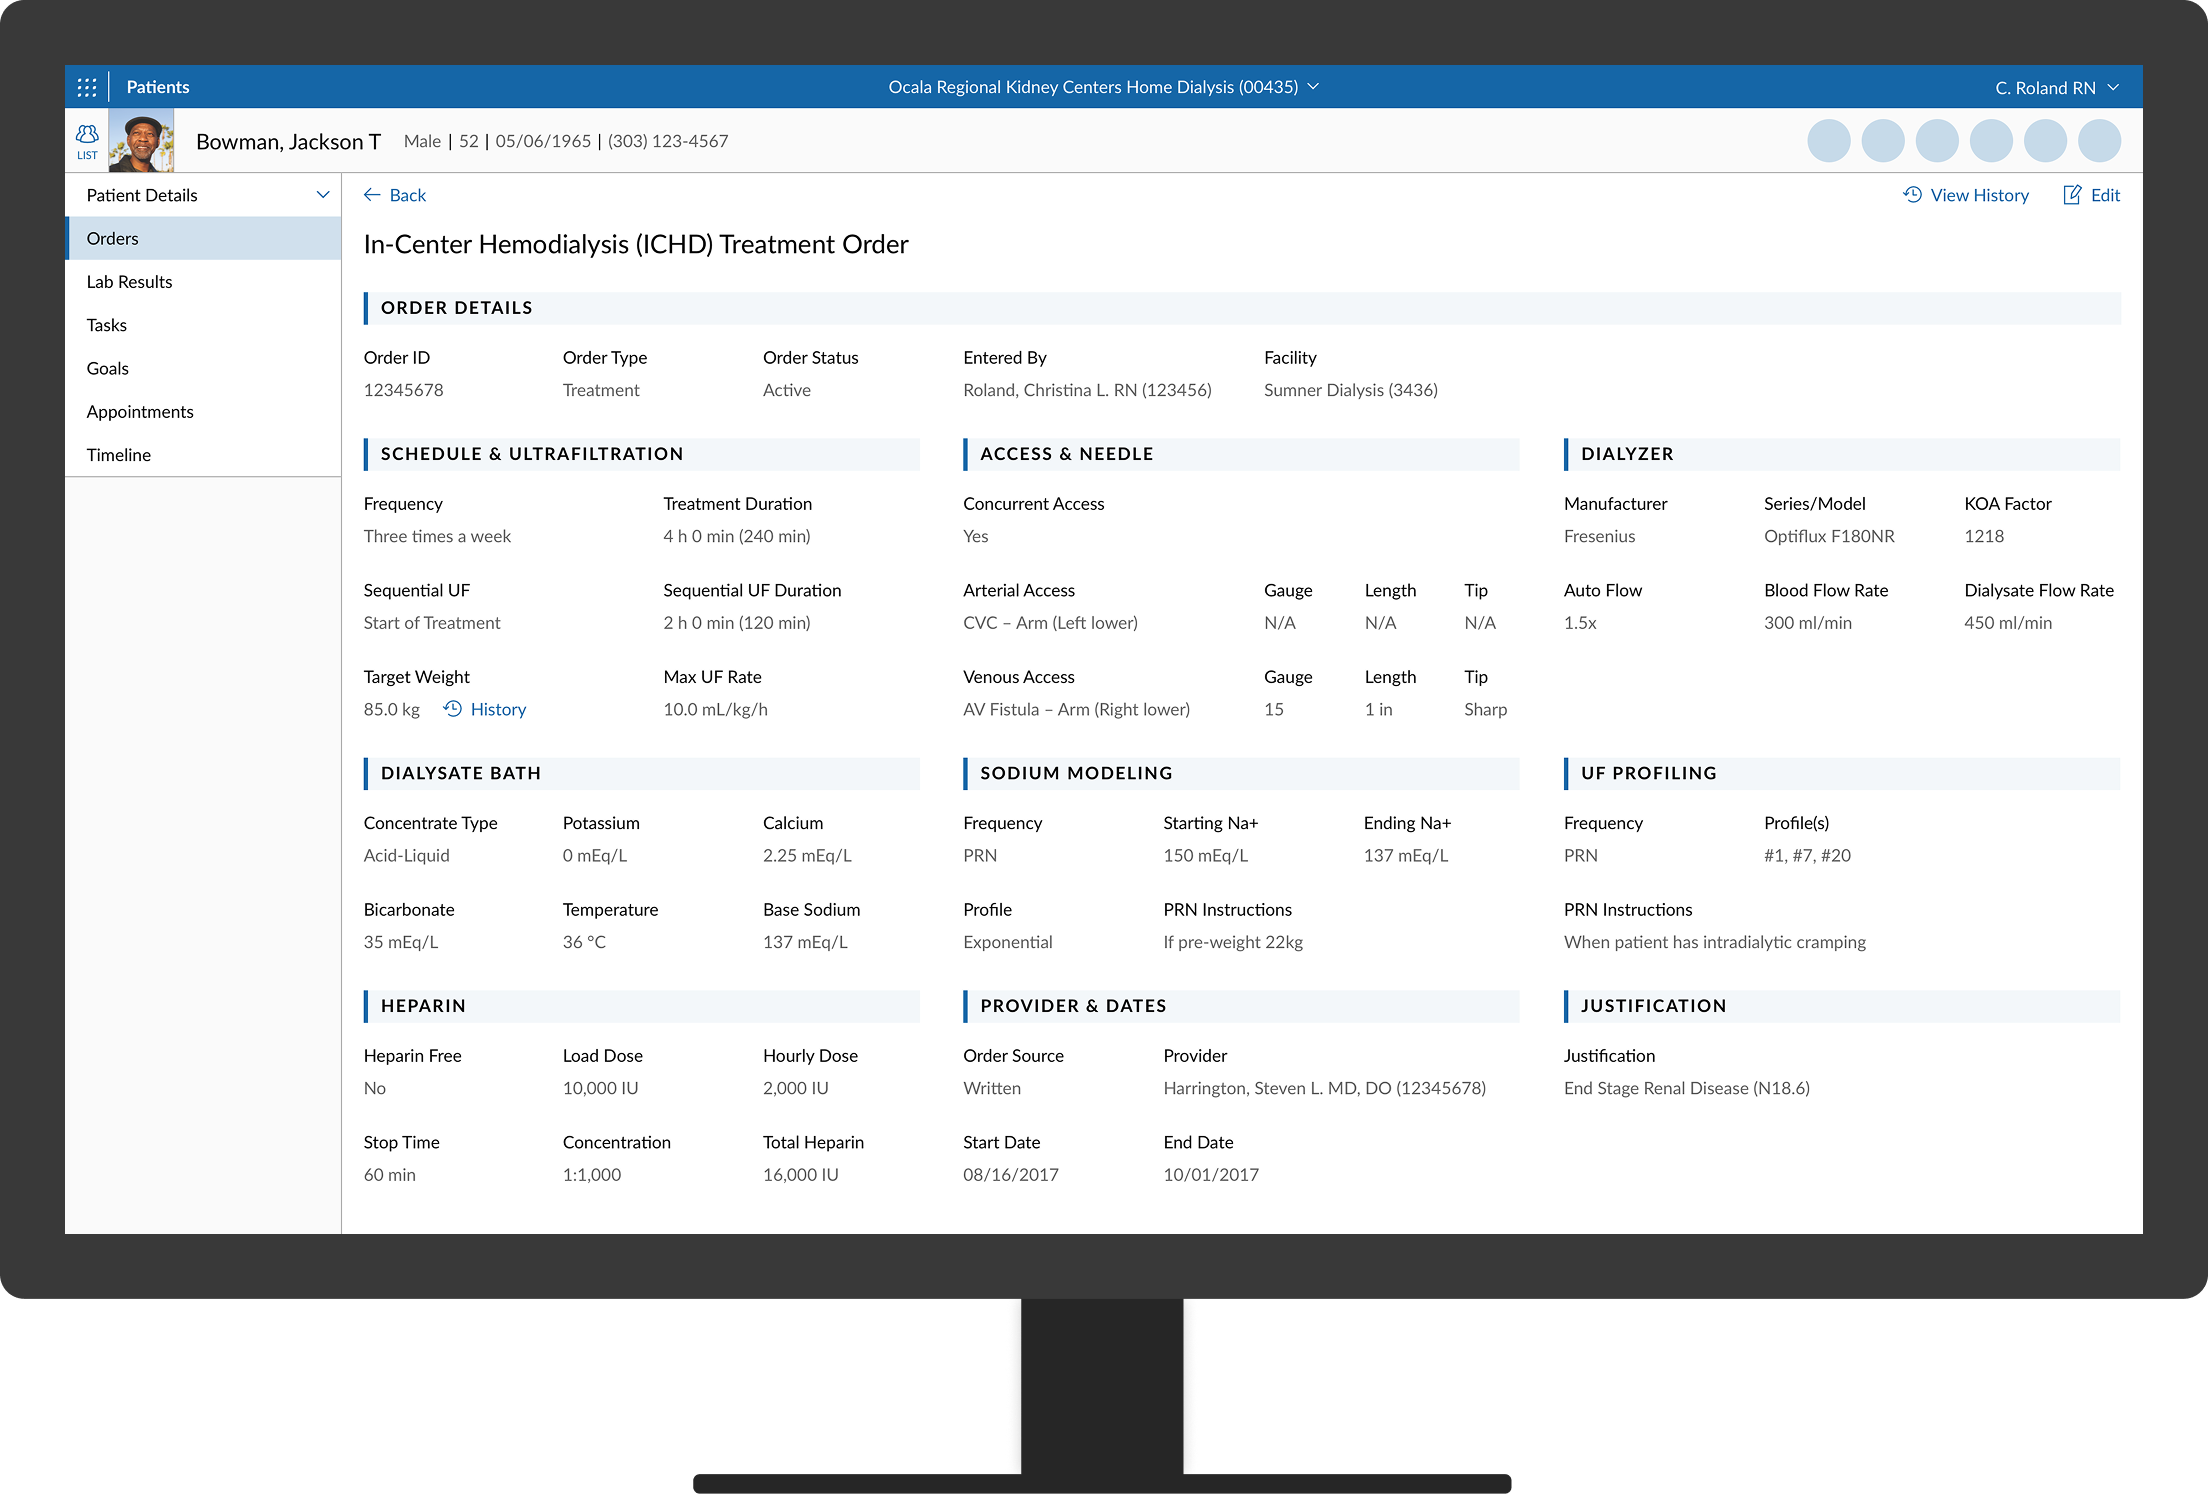 Patients
Ocala Regional Kidney Centers Home Dialysis (00435)
C. Roland RN
LIST
Bowman, Jackson T
Male | 52 | 05/06/1965 | (303) 123-4567
Patient Details
Orders
Lab Results
Tasks
Goals
Appointments
Timeline
Back
View History
Edit
In-Center Hemodialysis (ICHD) Treatment Order
ORDER DETAILS
Order ID Order Type Order Status Entered By Facility
12345678 Treatment Active Roland, Christina L. RN (123456) Sumner Dialysis (3436)
SCHEDULE & ULTRAFILTRATION
Frequency Treatment Duration
Three times a week 4 h 0 min (240 min)
Sequential UF Sequential UF Duration
Start of Treatment 2 h 0 min (120 min)
Target Weight Max UF Rate
85.0 kg History 10.0 mL/kg/h
ACCESS & NEEDLE
Concurrent Access
Yes
Arterial Access Gauge Length Tip
CVC – Arm (Left lower) N/A N/A N/A
Venous Access Gauge Length Tip
AV Fistula – Arm (Right lower) 15 1 in Sharp
DIALYZER
Manufacturer Series/Model KOA Factor
Fresenius Optiflux F180NR 1218
Auto Flow Blood Flow Rate Dialysate Flow Rate
1.5x 300 ml/min 450 ml/min
DIALYSATE BATH
Concentrate Type Potassium Calcium
Acid-Liquid 0 mEq/L 2.25 mEq/L
Bicarbonate Temperature Base Sodium
35 mEq/L 36 °C 137 mEq/L
SODIUM MODELING
Frequency Starting Na+ Ending Na+
PRN 150 mEq/L 137 mEq/L
Profile PRN Instructions
Exponential If pre-weight 22kg
UF PROFILING
Frequency Profile(s)
PRN #1, #7, #20
PRN Instructions
When patient has intradialytic cramping
HEPARIN
Heparin Free Load Dose Hourly Dose
No 10,000 IU 2,000 IU
Stop Time Concentration Total Heparin
60 min 1:1,000 16,000 IU
PROVIDER & DATES
Order Source Provider
Written Harrington, Steven L. MD, DO (12345678)
Start Date End Date
08/16/2017 10/01/2017
JUSTIFICATION
Justification
End Stage Renal Disease (N18.6)